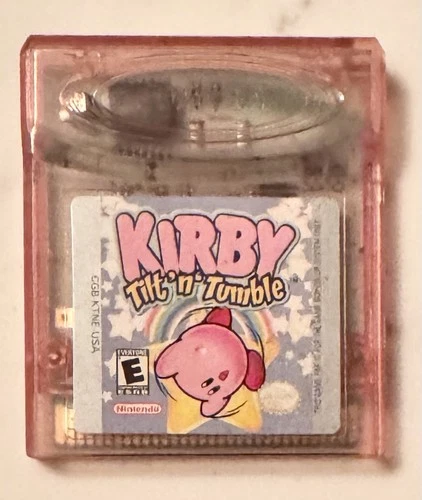 KIRBY
Tilt 'n' Tumble
CGB KTNE USA
EVERYONE
E
ESRB
Nintendo